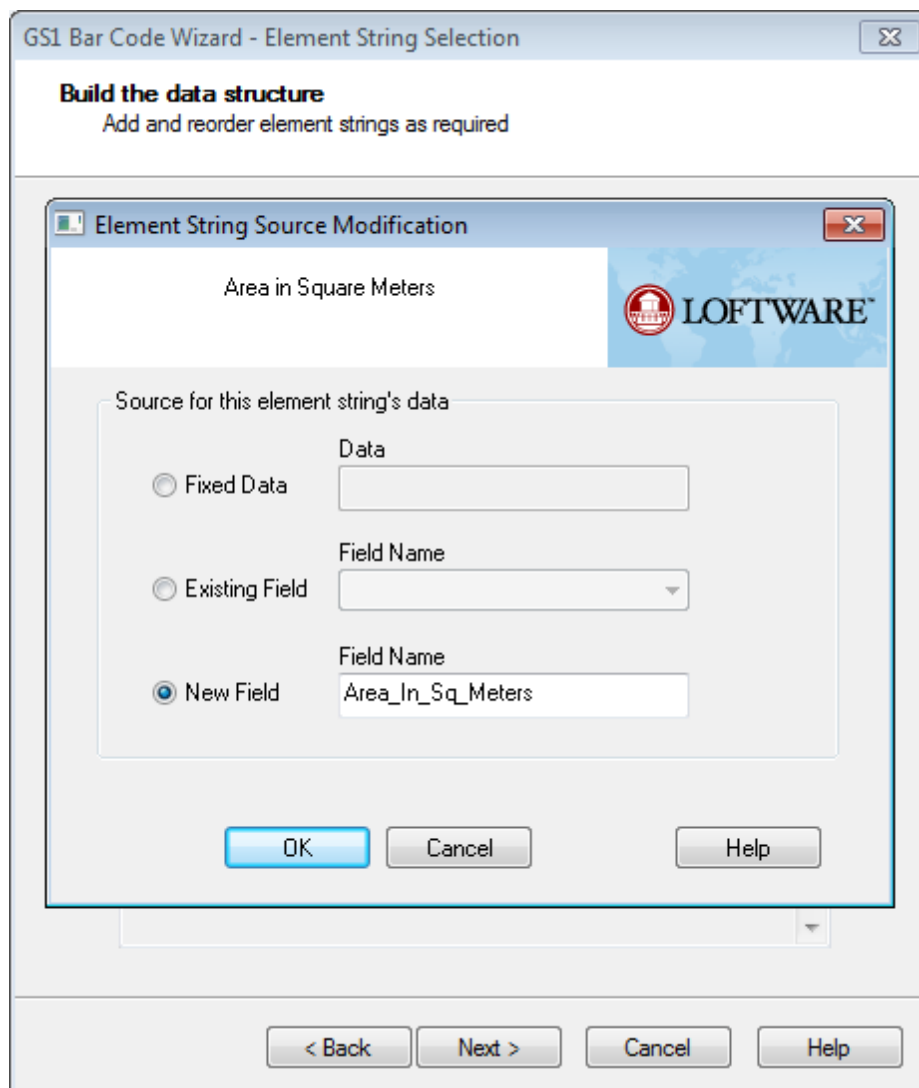 GS1 Bar Code Wizard - Element String Selection
Build the data structure
Add and reorder element strings as required
Element String Source Modification
Area in Square Meters
LOFTWARE™
Source for this element string's data
Data
Fixed Data
Field Name
Existing Field
Field Name
New Field
Area_In_Sq_Meters
OK Cancel Help
< Back Next > Cancel Help